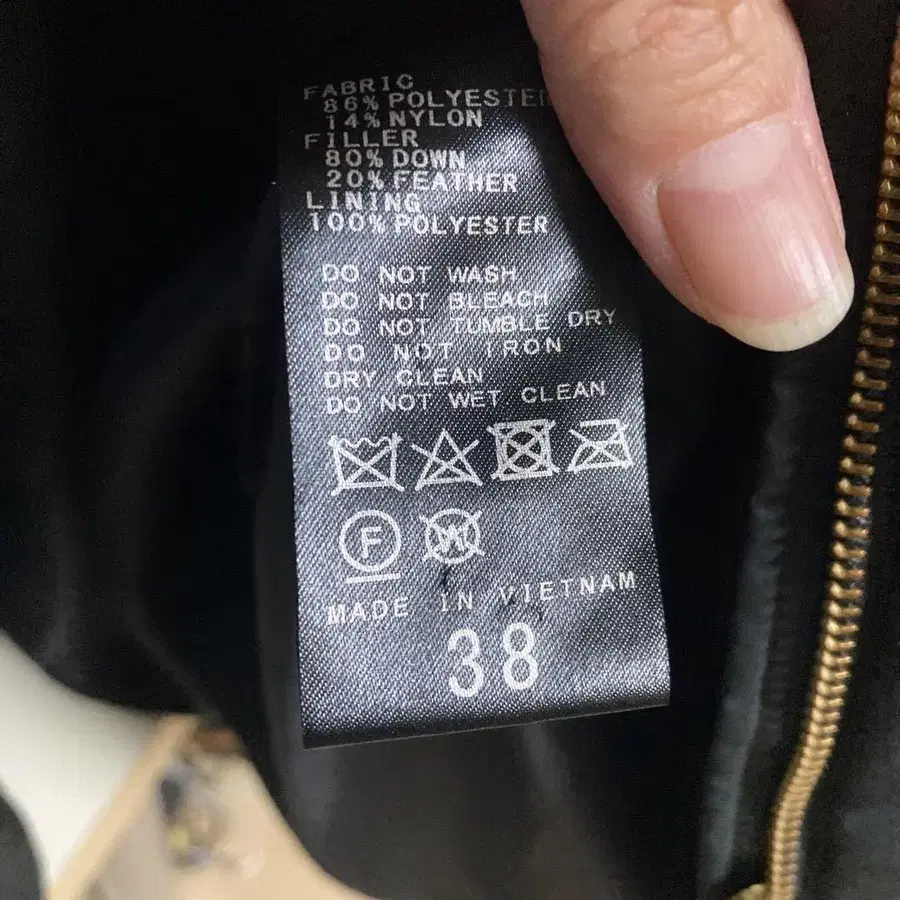 FABRIC
86% POLYESTER
14% NYLON
FILLER
80% DOWN
20% FEATHER
LINING
100% POLYESTER
DO NOT WASH
DO NOT BLEACH
DO NOT TUMBLE DRY
DO NOT IRON
DRY CLEAN
DO NOT WET CLEAN
F
W
MADE IN VIETNAM
38